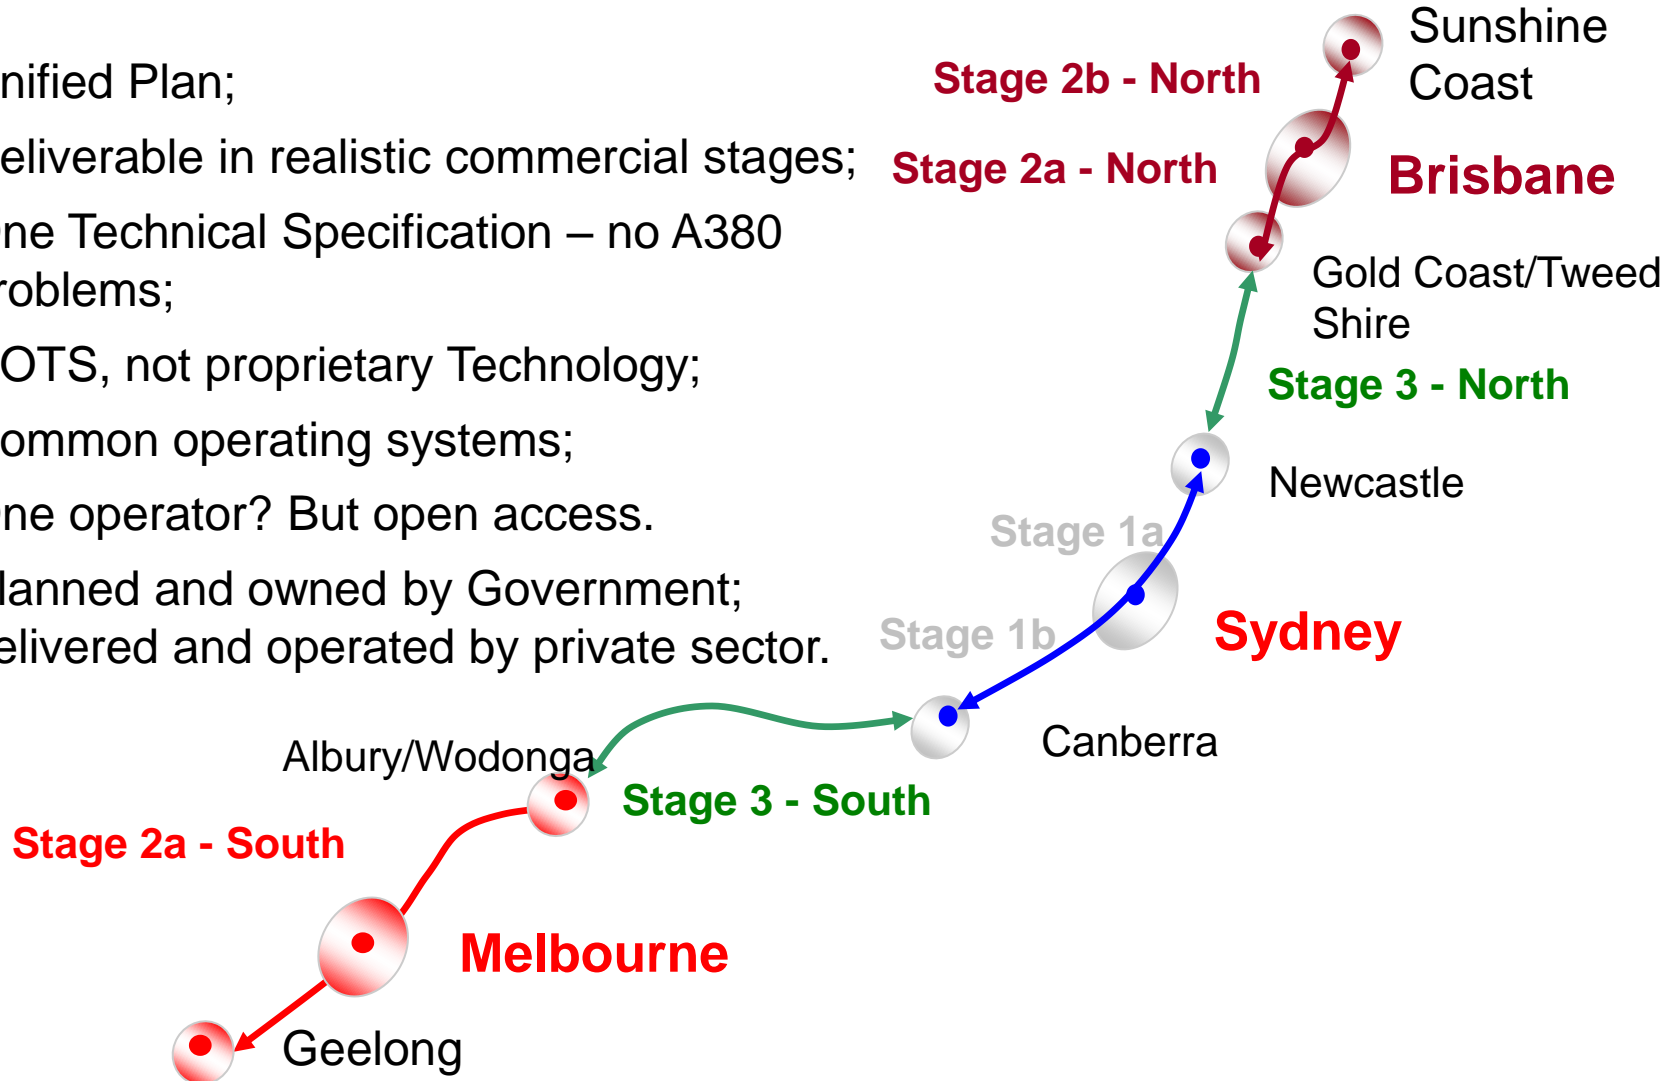 nified Plan;
eliverable in realistic commercial stages;
ne Technical Specification – no A380
roblems;
OTS, not proprietary Technology;
ommon operating systems;
ne operator? But open access.
lanned and owned by Government;
elivered and operated by private sector.
Sunshine
Coast
Stage 2b - North
Stage 2a - North
Brisbane
Gold Coast/Tweed
Shire
Stage 3 - North
Newcastle
Stage 1a
Stage 1b
Sydney
Canberra
Albury/Wodonga
Stage 3 - South
Stage 2a - South
Melbourne
Geelong